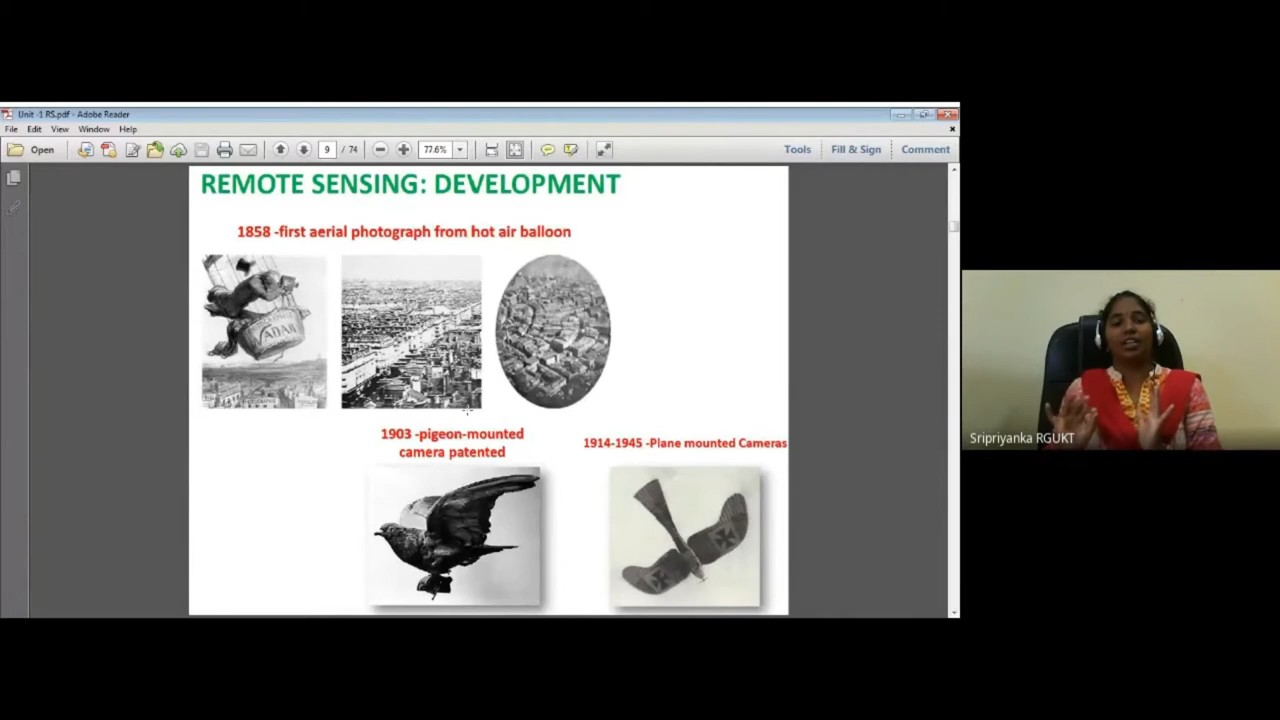 Unit -1 RS.pdf - Adobe Reader
File Edit View Window Help
Open 9 / 74 77.6% Tools Fill & Sign Comment
REMOTE SENSING: DEVELOPMENT
1858 -first aerial photograph from hot air balloon
1903 -pigeon-mounted
camera patented
1914-1945 -Plane mounted Cameras
Sripriyanka RGUKT